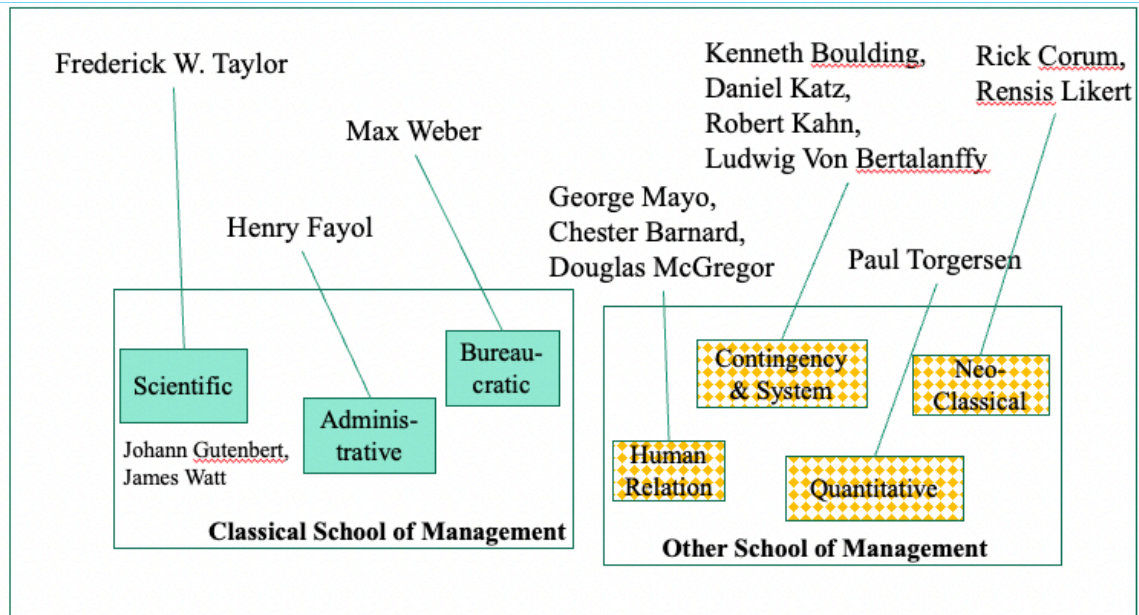 Frederick W. Taylor
Max Weber
Henry Fayol
Kenneth Boulding,
Daniel Katz,
Robert Kahn,
Ludwig Von Bertalanffy
Rick Corum,
Rensis Likert
George Mayo,
Chester Barnard,
Douglas McGregor
Paul Torgersen
Scientific
Johann Gutenbert,
James Watt
Adminis-
trative
Bureau-
cratic
Classical School of Management
Contingency
& System
Neo-
Classical
Human
Relation
Quantitative
Other School of Management